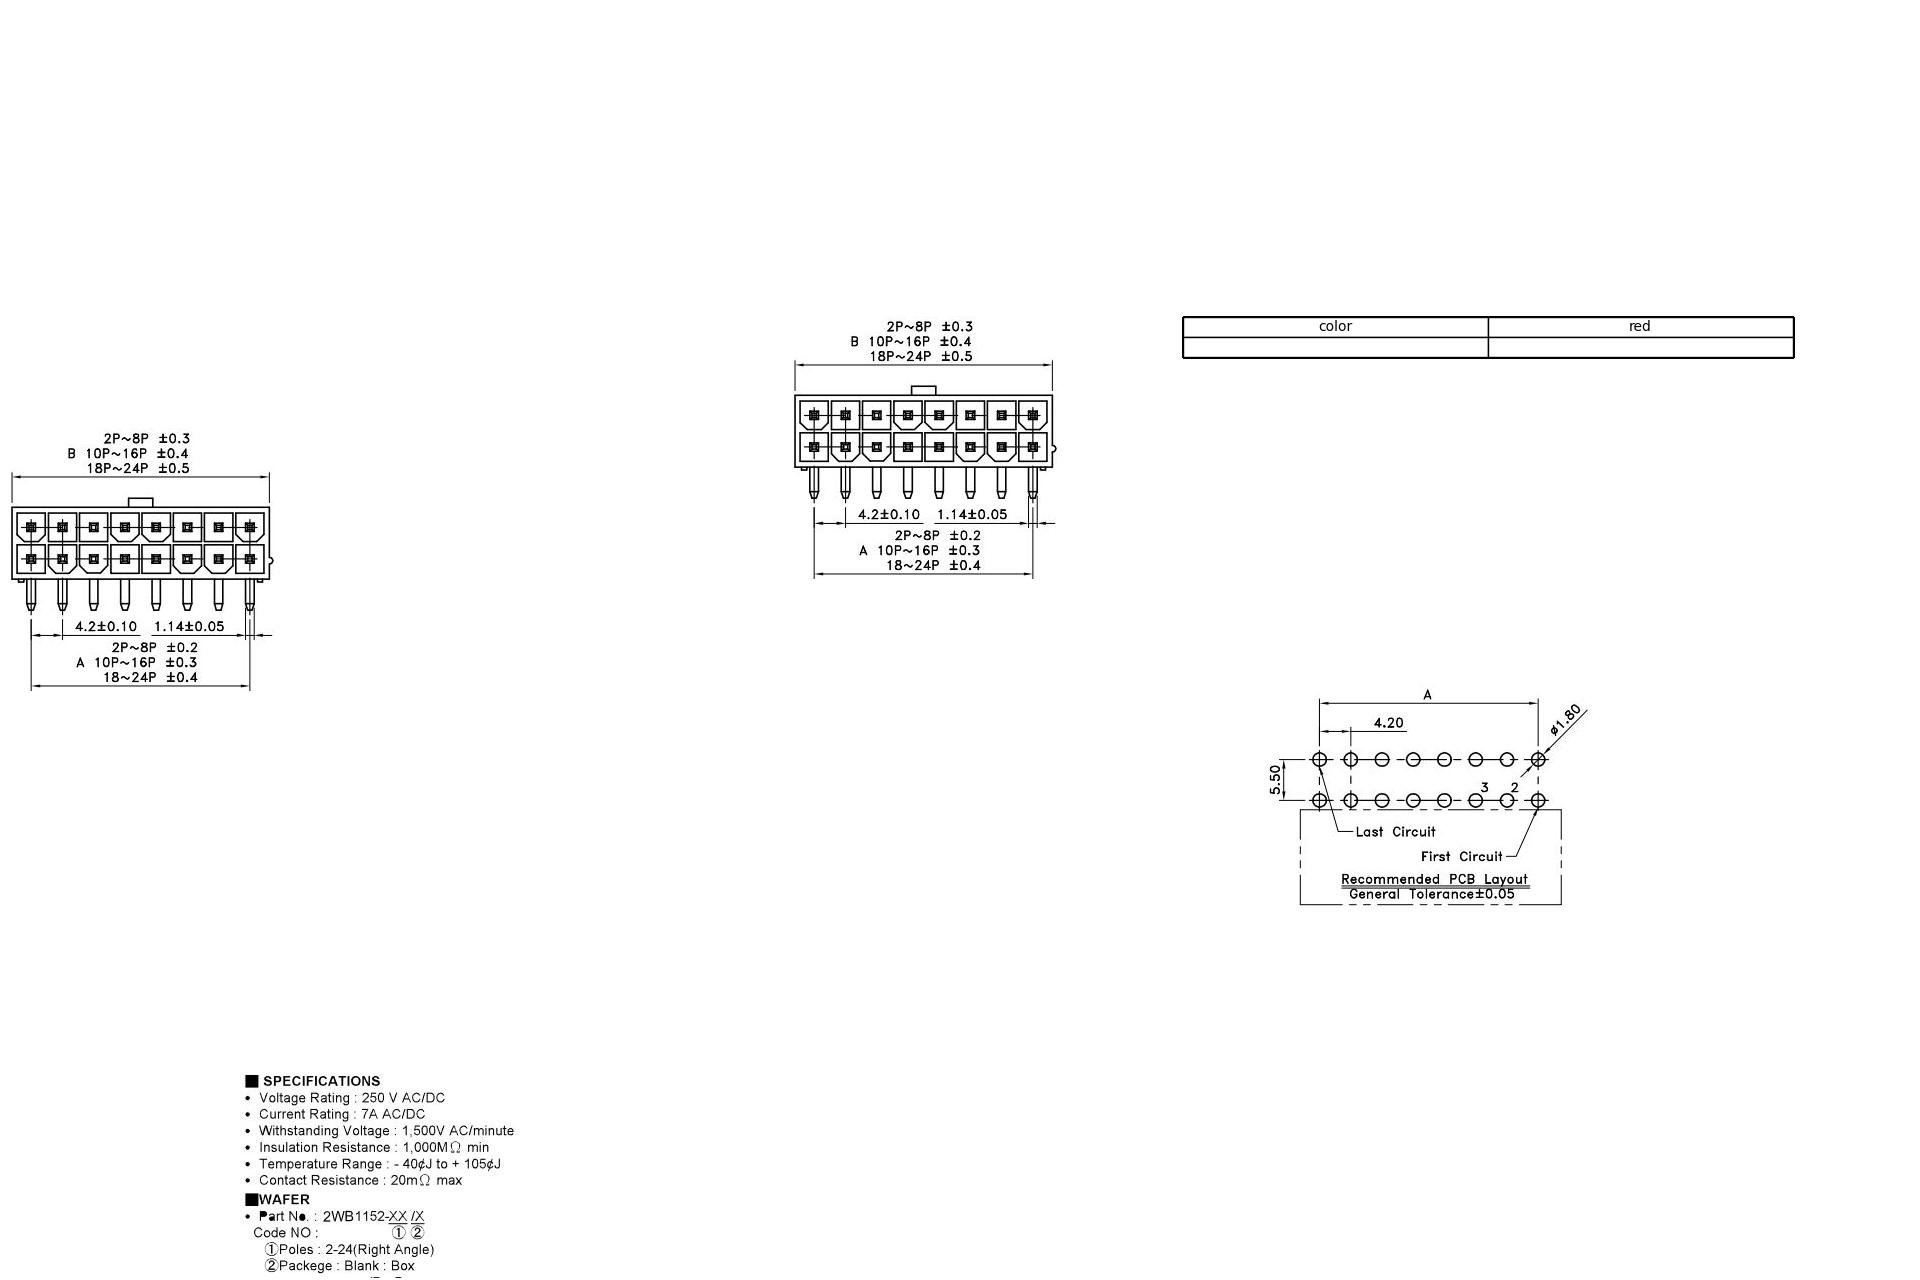 2P~8P ±0.3
B 10P~16P ±0.4
18P~24P ±0.5
4.2±0.10 1.14±0.05
2P~8P ±0.2
A 10P~16P ±0.3
18~24P ±0.4
2P~8P ±0.3
B 10P~16P ±0.4
18P~24P ±0.5
4.2±0.10 1.14±0.05
2P~8P ±0.2
A 10P~16P ±0.3
18~24P ±0.4
color red
A
4.20
ø1.80
5.50
3 2
Last Circuit
First Circuit
Recommended PCB Layout
General Tolerance±0.05
■ SPECIFICATIONS
• Voltage Rating : 250 V AC/DC
• Current Rating : 7A AC/DC
• Withstanding Voltage : 1,500V AC/minute
• Insulation Resistance : 1,000MΩ min
• Temperature Range : - 40¢J to + 105¢J
• Contact Resistance : 20mΩ max
■WAFER
• Part No. : 2WB1152-XX /X
Code NO : ① ②
①Poles : 2-24(Right Angle)
②Packege : Blank : Box